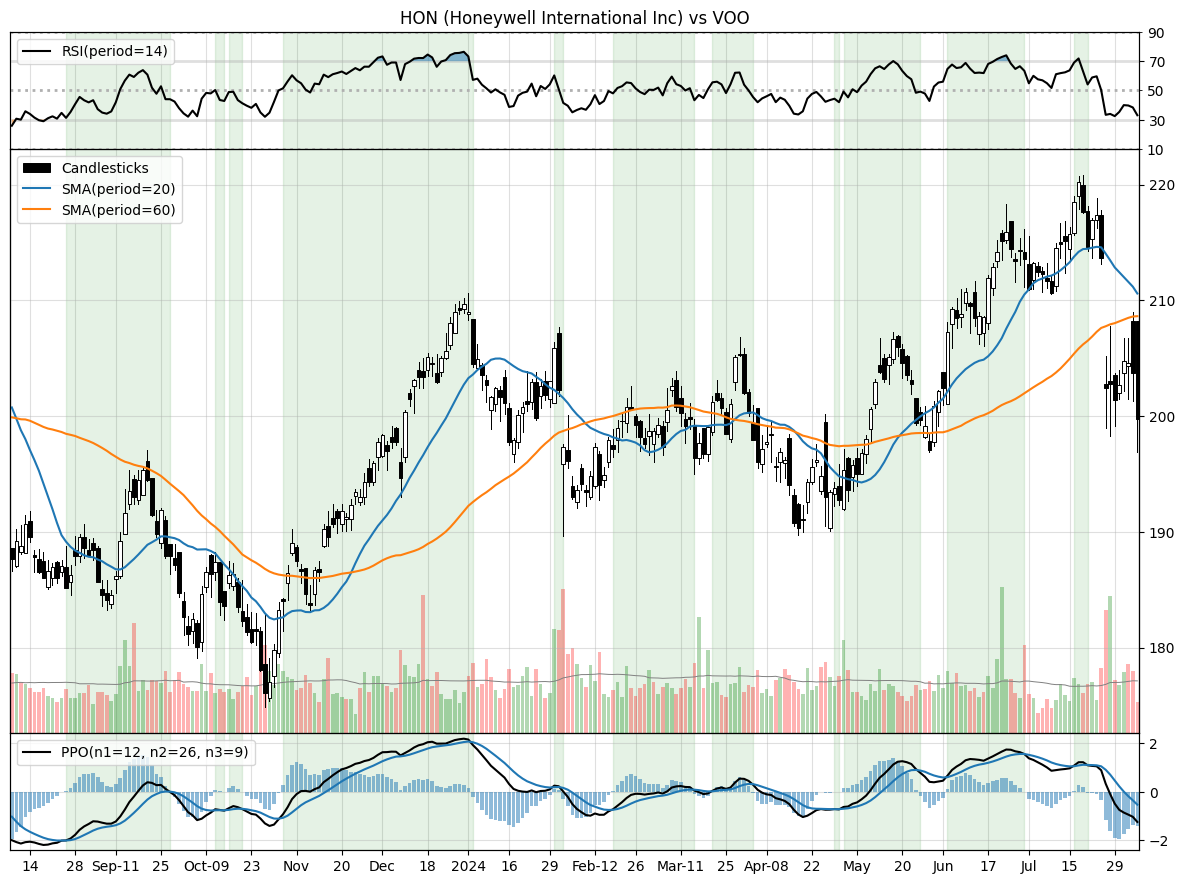 HON (Honeywell International Inc) vs VOO
RSI(period=14)
90
70
50
30
10
Candlesticks
SMA(period=20)
SMA(period=60)
220
210
200
190
180
PPO(n1=12, n2=26, n3=9)
2
0
−2
14 28 Sep-11 25 Oct-09 23 Nov 20 Dec 18 2024 16 29 Feb-12 26 Mar-11 25 Apr-08 22 May 20 Jun 17 Jul 15 29